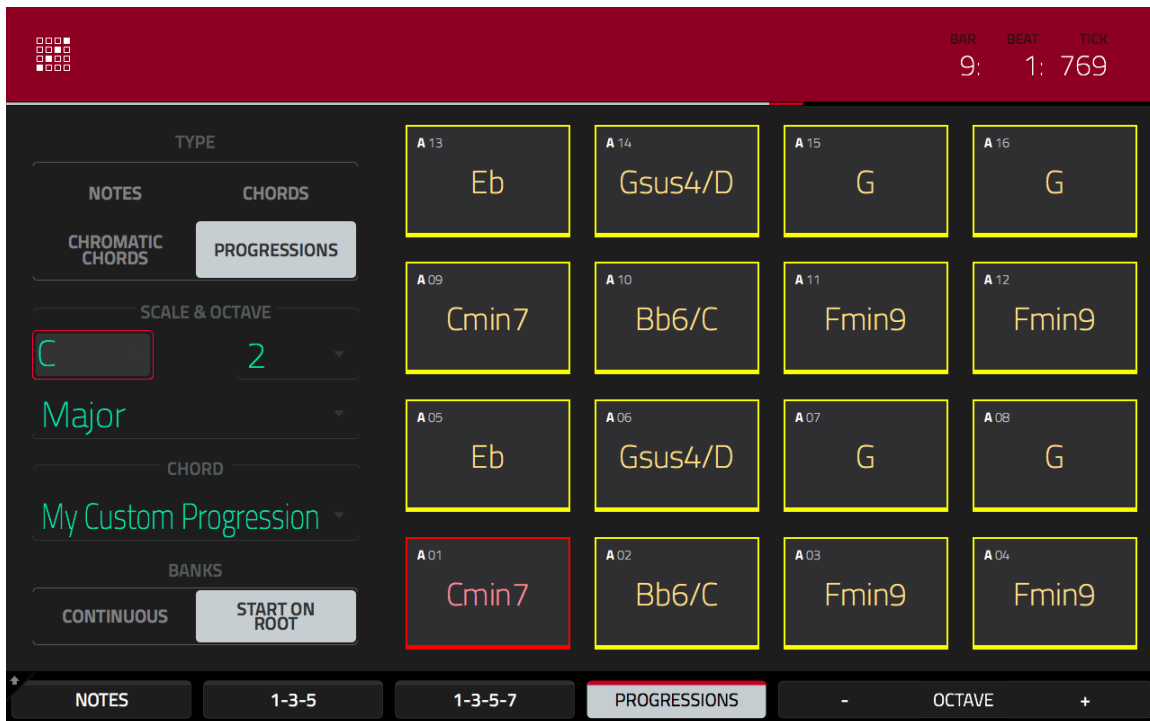 BAR BEAT TICK
9: 1: 769
TYPE
NOTES CHORDS
CHROMATIC CHORDS PROGRESSIONS
SCALE & OCTAVE
C 2
Major
CHORD
My Custom Progression
BANKS
CONTINUOUS START ON ROOT
A 13 A 14 A 15 A 16
Eb Gsus4/D G G
A 09 A 10 A 11 A 12
Cmin7 Bb6/C Fmin9 Fmin9
A 05 A 06 A 07 A 08
Eb Gsus4/D G G
A 01 A 02 A 03 A 04
Cmin7 Bb6/C Fmin9 Fmin9
NOTES 1-3-5 1-3-5-7 PROGRESSIONS - OCTAVE +